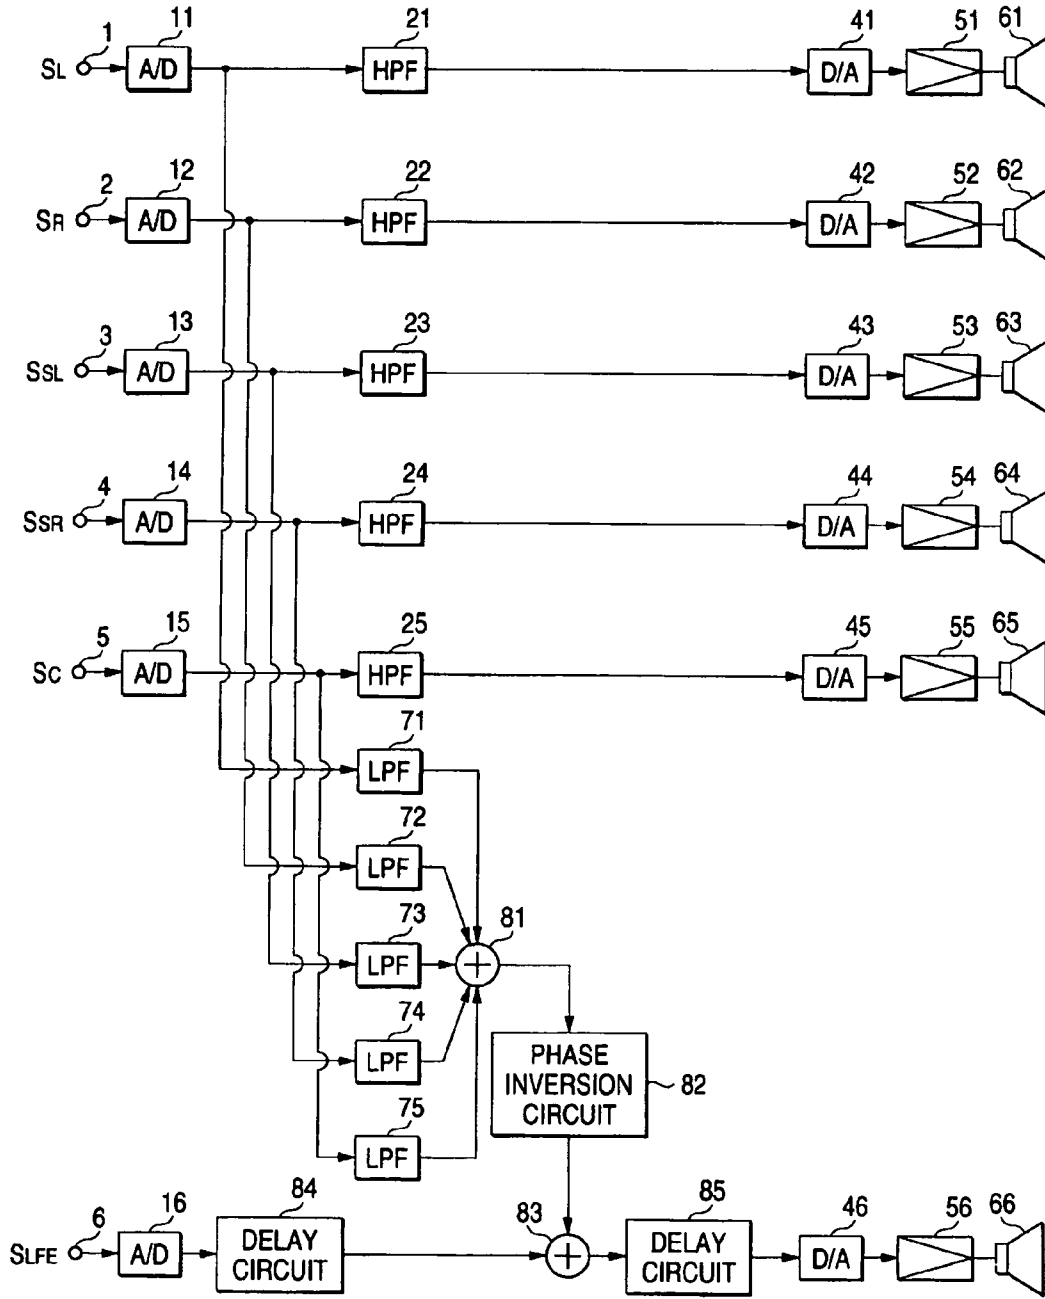 1 11 21 41 51 61
SL A/D HPF D/A
2 12 22 42 52 62
SR A/D HPF D/A
3 13 23 43 53 63
SSL A/D HPF D/A
4 14 24 44 54 64
SSR A/D HPF D/A
5 15 25 45 55 65
SC A/D HPF D/A
71
LPF
72
LPF
73 81
LPF +
74
LPF
PHASE
INVERSION
CIRCUIT
82
75
LPF
6 16 84 83 85 46 56 66
SLFE A/D DELAY
CIRCUIT
+
DELAY
CIRCUIT
D/A